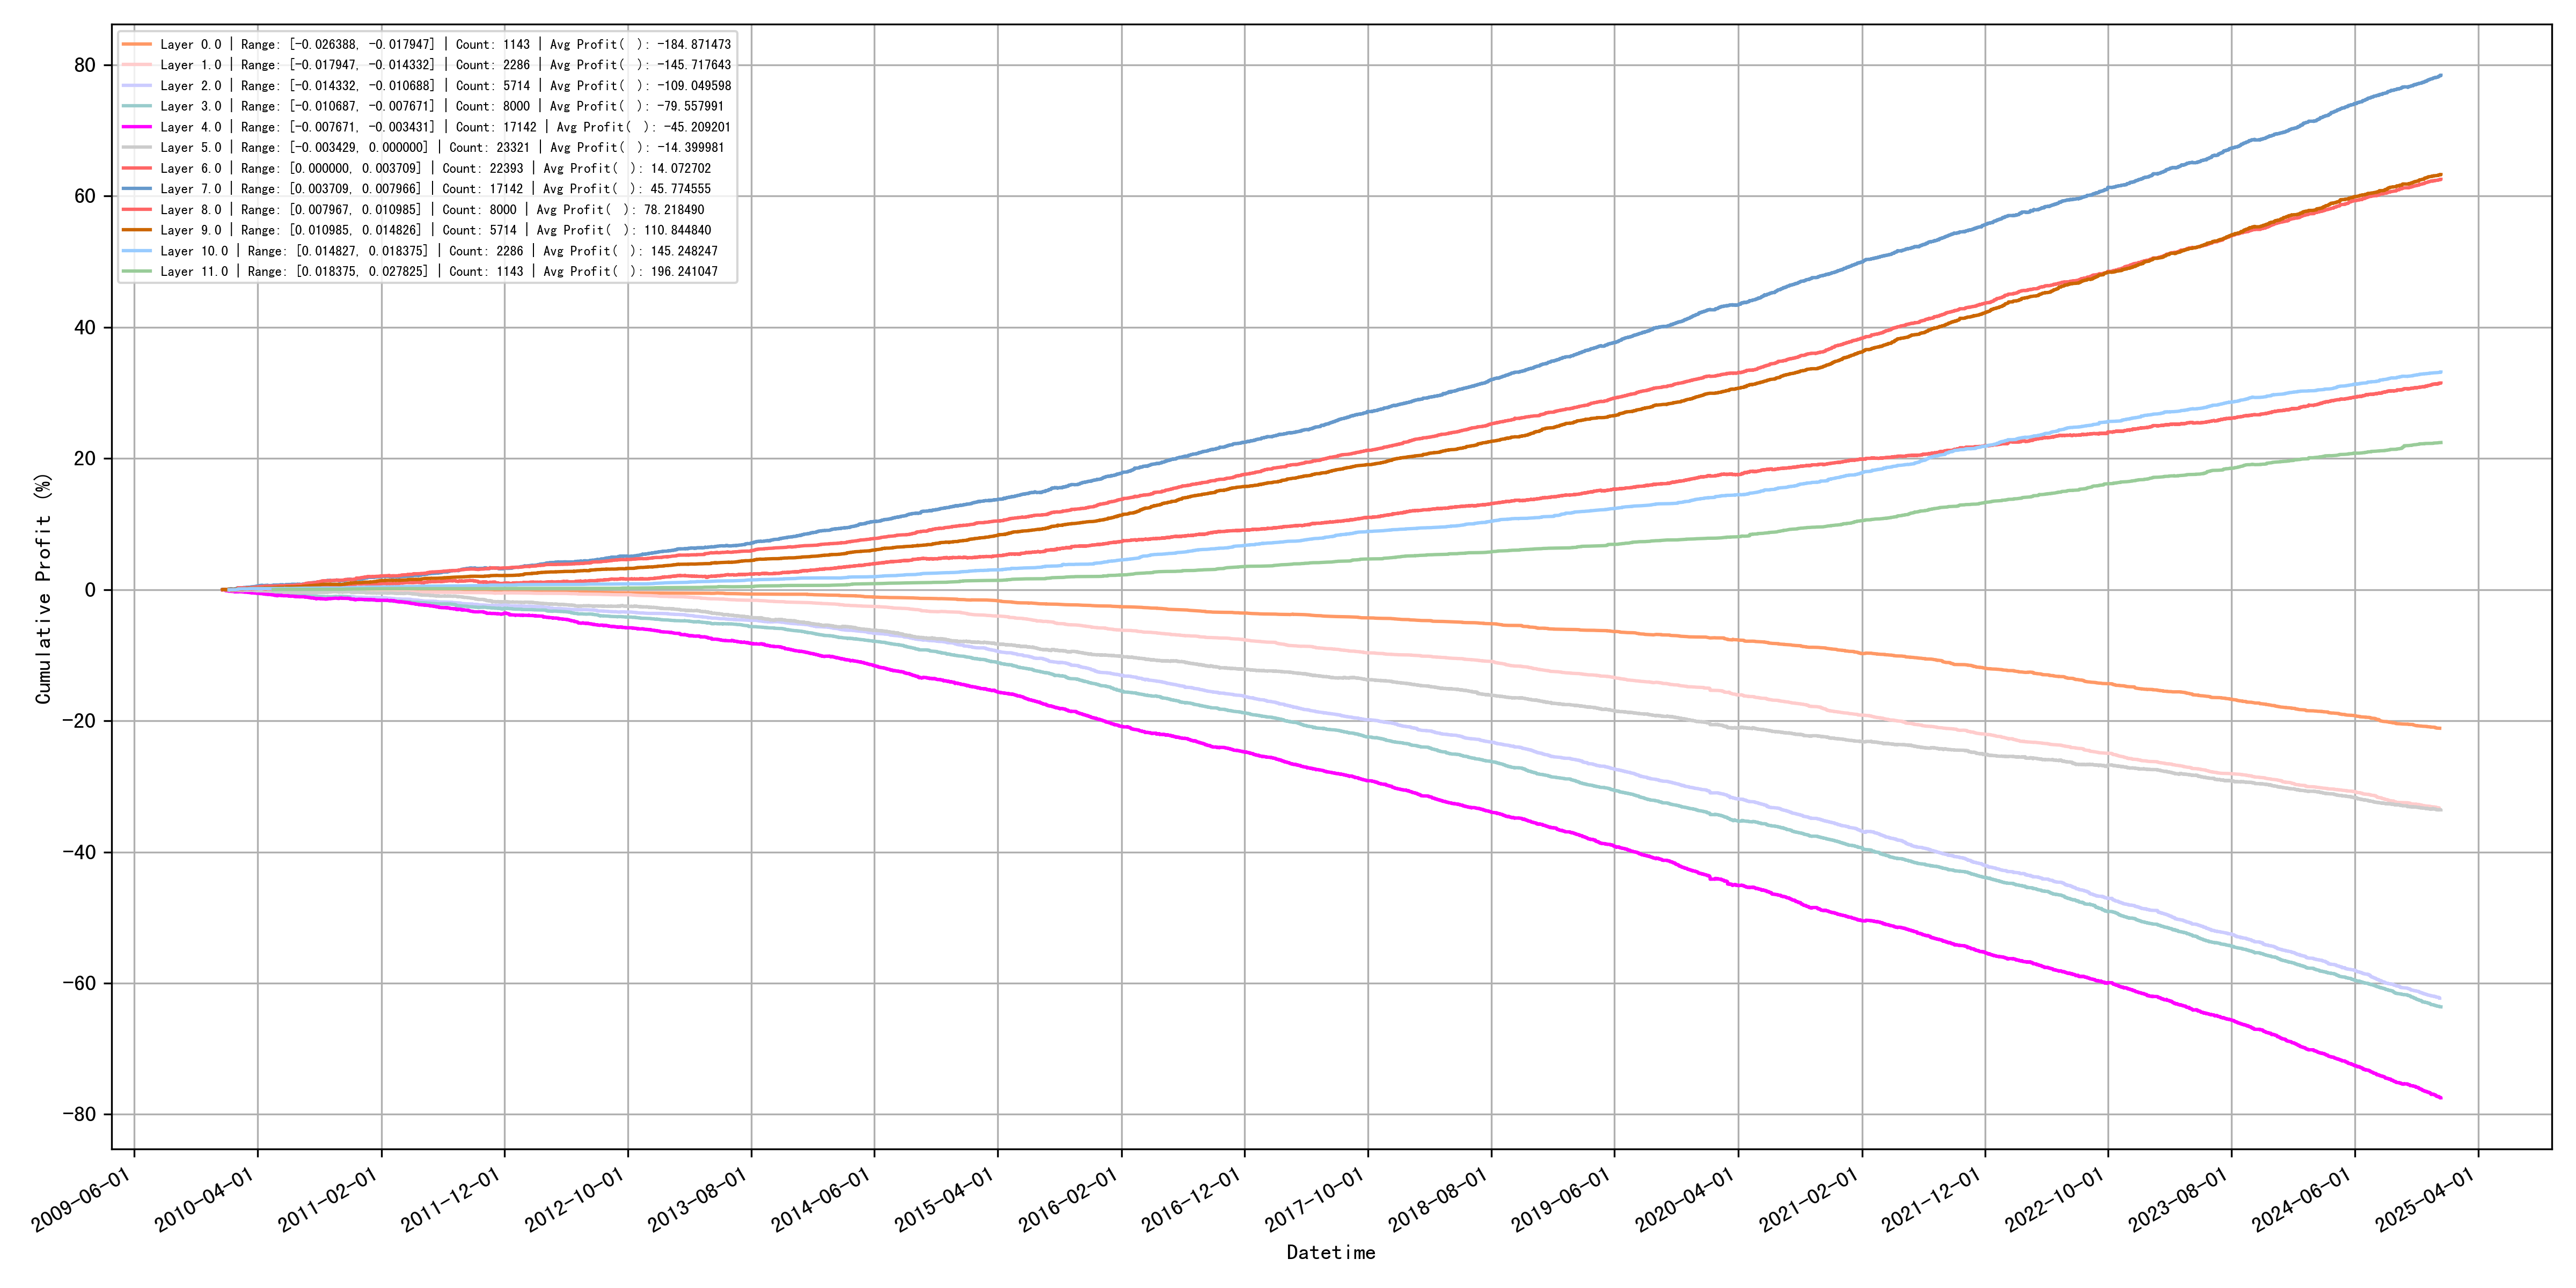 80
60
40
20
0
−20
−40
−60
−80
Cumulative Profit (%)
Layer 0.0 | Range: [-0.026388, -0.017947] | Count: 1143 | Avg Profit( ): -184.871473
Layer 1.0 | Range: [-0.017947, -0.014332] | Count: 2286 | Avg Profit( ): -145.717643
Layer 2.0 | Range: [-0.014332, -0.010688] | Count: 5714 | Avg Profit( ): -109.049598
Layer 3.0 | Range: [-0.010687, -0.007671] | Count: 8000 | Avg Profit( ): -79.557991
Layer 4.0 | Range: [-0.007671, -0.003431] | Count: 17142 | Avg Profit( ): -45.209201
Layer 5.0 | Range: [-0.003429, 0.000000] | Count: 23321 | Avg Profit( ): -14.399981
Layer 6.0 | Range: [0.000000, 0.003709] | Count: 22393 | Avg Profit( ): 14.072702
Layer 7.0 | Range: [0.003709, 0.007966] | Count: 17142 | Avg Profit( ): 45.774555
Layer 8.0 | Range: [0.007967, 0.010985] | Count: 8000 | Avg Profit( ): 78.218490
Layer 9.0 | Range: [0.010985, 0.014826] | Count: 5714 | Avg Profit( ): 110.844840
Layer 10.0 | Range: [0.014827, 0.018375] | Count: 2286 | Avg Profit( ): 145.248247
Layer 11.0 | Range: [0.018375, 0.027825] | Count: 1143 | Avg Profit( ): 196.241047
2009-06-01
2010-04-01
2011-02-01
2011-12-01
2012-10-01
2013-08-01
2014-06-01
2015-04-01
2016-02-01
2016-12-01
2017-10-01
2018-08-01
2019-06-01
2020-04-01
2021-02-01
2021-12-01
2022-10-01
2023-08-01
2024-06-01
2025-04-01
Datetime